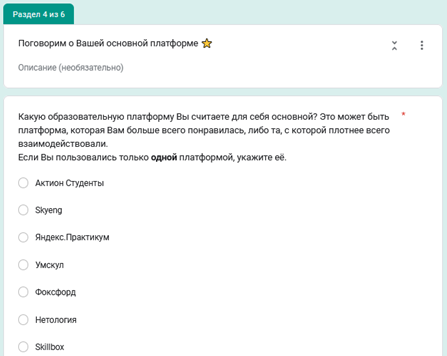 Раздел 4 из 6
Поговорим о Вашей основной платформе ⭐
Описание (необязательно)
Какую образовательную платформу Вы считаете для себя основной? Это может быть *
платформа, которая Вам больше всего понравилась, либо та, с которой плотнее всего
взаимодействовали.
Если Вы пользовались только одной платформой, укажите её.
Актион Студенты
Skyeng
Яндекс.Практикум
Умскул
Фоксфорд
Нетология
Skillbox